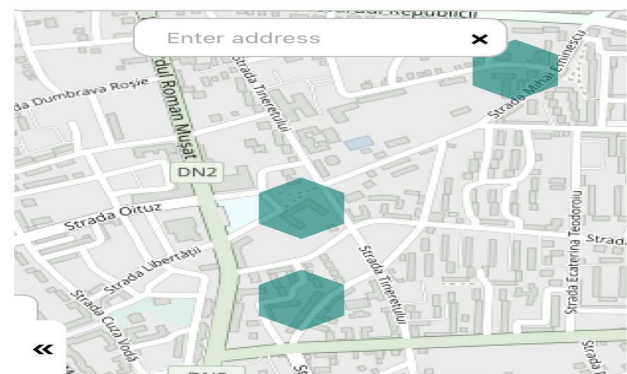 Strada Republicii
Enter address ×
Strada Mihai Eminescu
Strada Tineretului
da Dumbrava Roșie
dul Roman Mușat
DN2
Strada Oituz
Strada Ecaterina Teodoroiu
Strad
Strada Libertății
Strada Tineretului
Strada Cuza Vodă
«
Strada